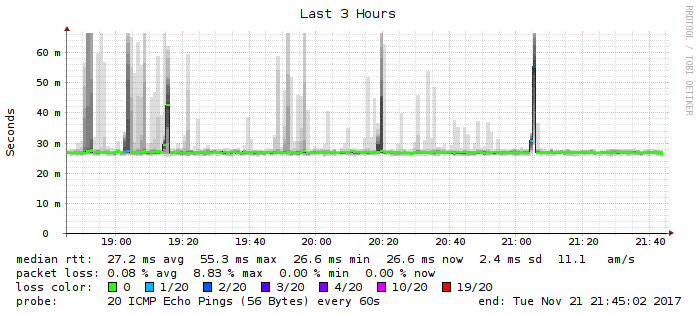 Last 3 Hours
RRDTOOL / TOBI OETIKER
Seconds
60 m
50 m
40 m
30 m
20 m
10 m
0
19:00 19:20 19:40 20:00 20:20 20:40 21:00 21:20 21:40
median rtt: 27.2 ms avg 55.3 ms max 26.6 ms min 26.6 ms now 2.4 ms sd 11.1 am/s
packet loss: 0.08 % avg 8.83 % max 0.00 % min 0.00 % now
loss color: 0 1/20 2/20 3/20 4/20 10/20 19/20
probe: 20 ICMP Echo Pings (56 Bytes) every 60s end: Tue Nov 21 21:45:02 2017